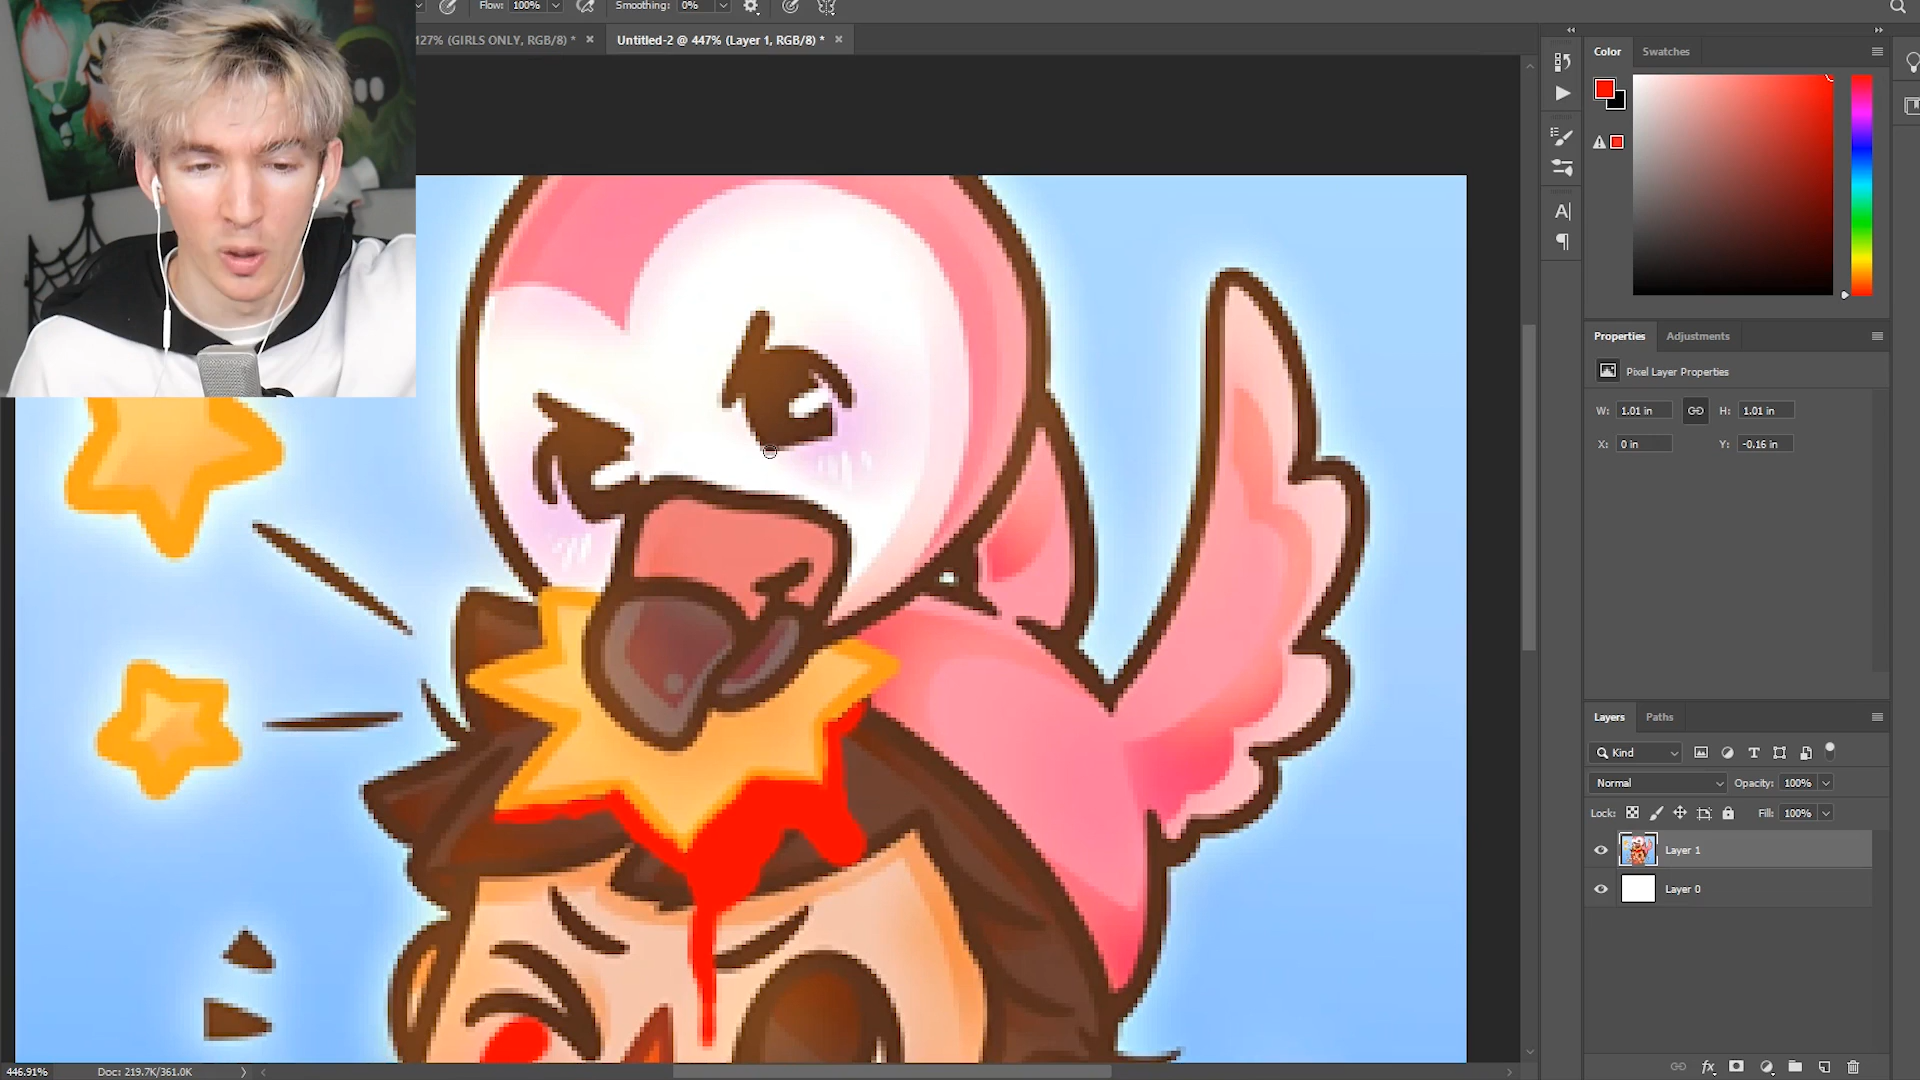 Flow: 100%
Smoothing: 0%
127% (GIRLS ONLY, RGB/8) *
Untitled-2 @ 447% (Layer 1, RGB/8) *
Color
Swatches
Properties
Adjustments
Pixel Layer Properties
W: 1.01 in
H: 1.01 in
X: 0 in
Y: -0.16 in
Layers
Paths
Kind
Normal
Opacity: 100%
Lock:
Fill: 100%
Layer 1
Layer 0
446.91%
Doc: 219.7K/361.0K